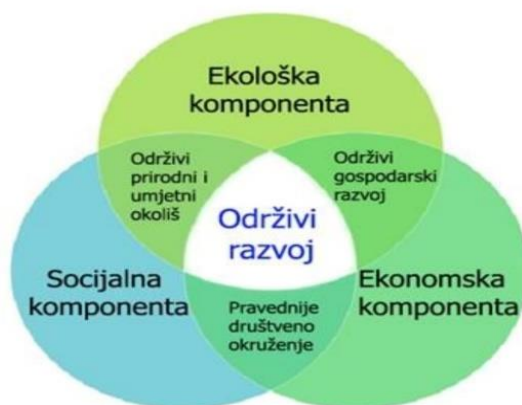 Ekološka
komponenta
Održivi
prirodni i
umjetni
okoliš
Održivi
gospodarski
razvoj
Održivi
razvoj
Socijalna
komponenta
Ekonomska
komponenta
Pravednije
društveno
okruženje